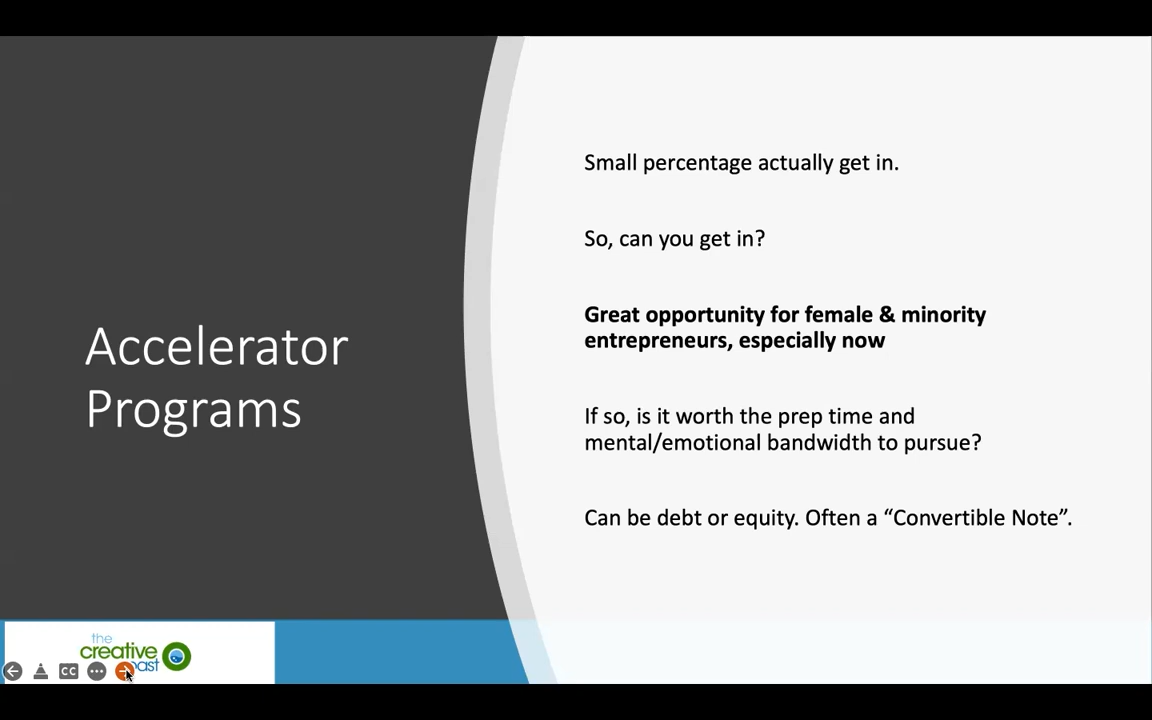 Accelerator
Programs
Small percentage actually get in.
So, can you get in?
Great opportunity for female & minority
entrepreneurs, especially now
If so, is it worth the prep time and
mental/emotional bandwidth to pursue?
Can be debt or equity. Often a “Convertible Note”.
the
creative
CC